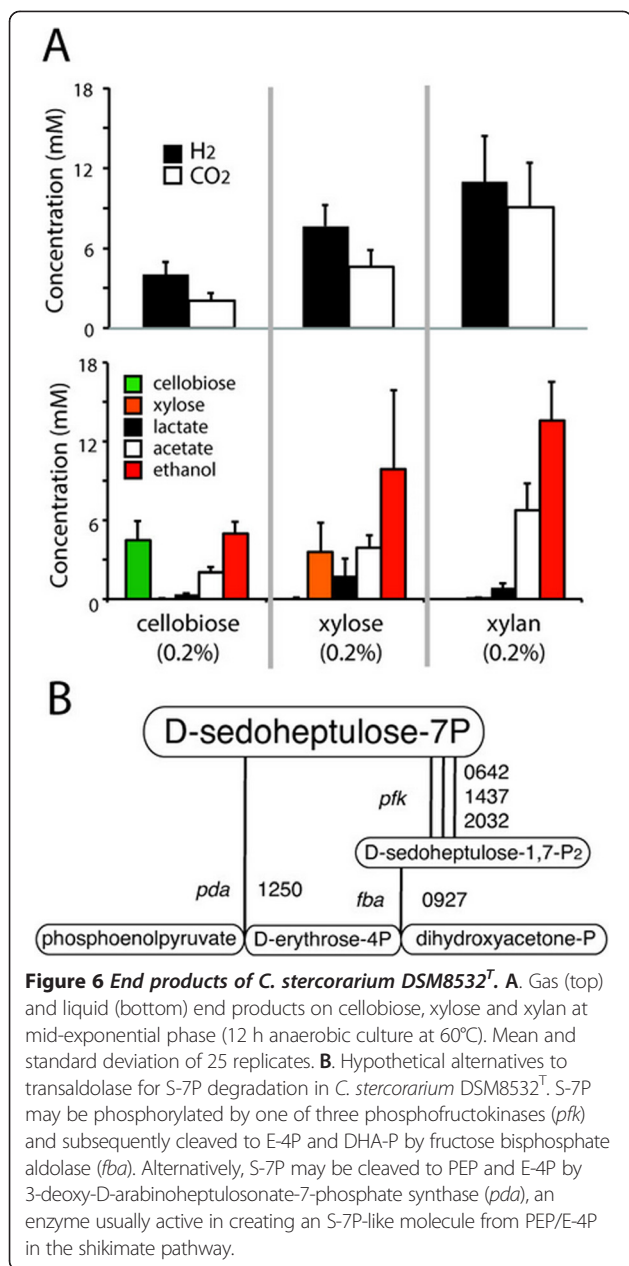 A
18
12
6
0
Concentration (mM)
H2
CO2
18
12
6
0
Concentration (mM)
cellobiose
xylose
lactate
acetate
ethanol
cellobiose
(0.2%)
xylose
(0.2%)
xylan
(0.2%)
B
D-sedoheptulose-7P
pfk
0642
1437
2032
D-sedoheptulose-1,7-P2
pda
1250
fba
0927
phosphoenolpyruvate
D-erythrose-4P
dihydroxyacetone-P
Figure 6 End products of C. stercorarium DSM8532T. A. Gas (top)
and liquid (bottom) end products on cellobiose, xylose and xylan at
mid-exponential phase (12 h anaerobic culture at 60°C). Mean and
standard deviation of 25 replicates. B. Hypothetical alternatives to
transaldolase for S-7P degradation in C. stercorarium DSM8532T. S-7P
may be phosphorylated by one of three phosphofructokinases (pfk)
and subsequently cleaved to E-4P and DHA-P by fructose bisphosphate
aldolase (fba). Alternatively, S-7P may be cleaved to PEP and E-4P by
3-deoxy-D-arabinoheptulosonate-7-phosphate synthase (pda), an
enzyme usually active in creating an S-7P-like molecule from PEP/E-4P
in the shikimate pathway.